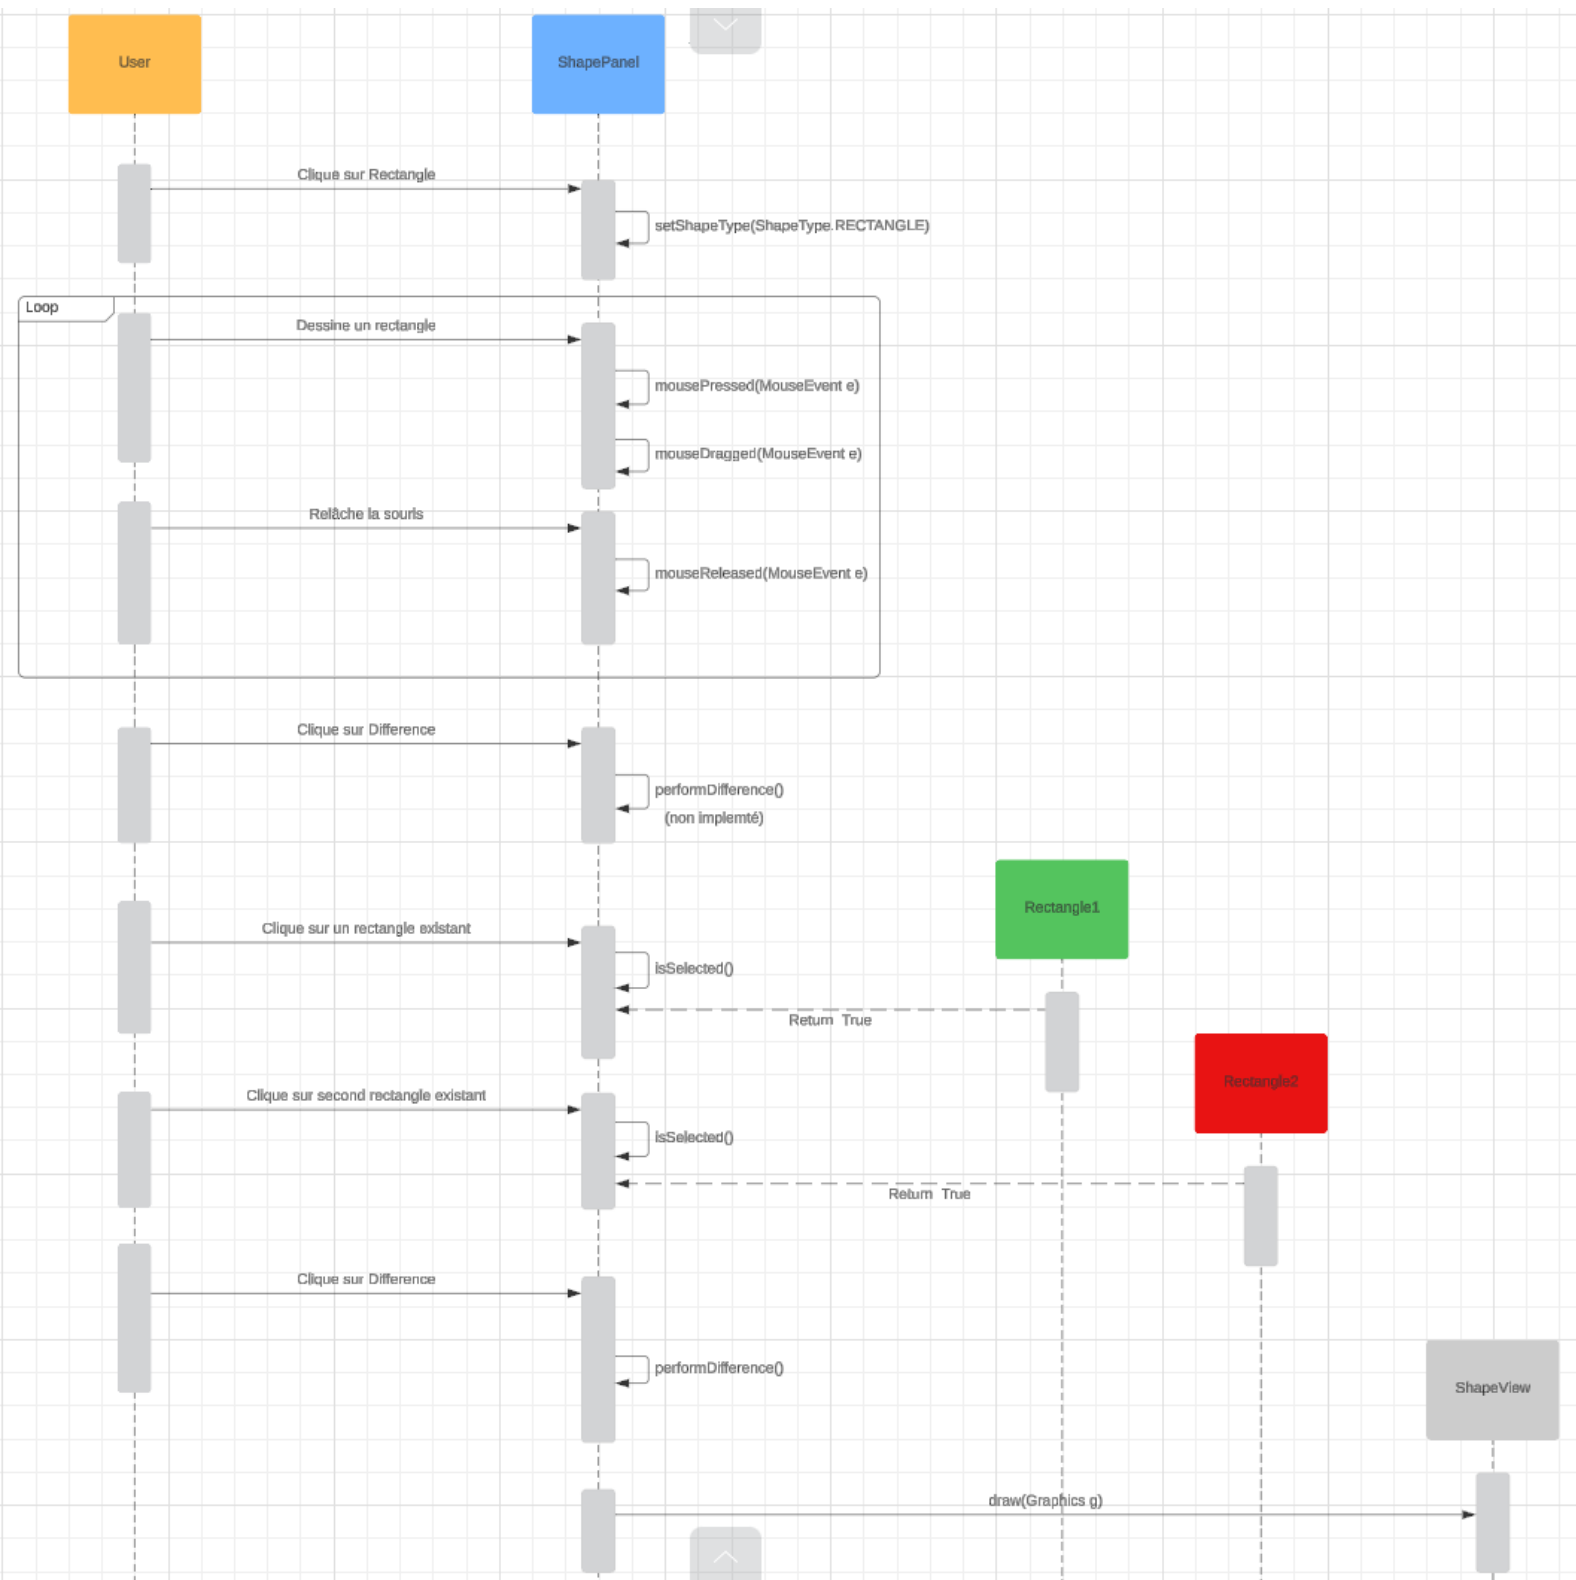 User
ShapePanel
Clique sur Rectangle
setShapeType(ShapeType.RECTANGLE)
Loop
Dessine un rectangle
mousePressed(MouseEvent e)
mouseDragged(MouseEvent e)
Relâche la souris
mouseReleased(MouseEvent e)
Clique sur Difference
performDifference()
(non implemté)
Rectangle1
Clique sur un rectangle existant
isSelected()
Return True
Rectangle2
Clique sur second rectangle existant
isSelected()
Return True
Clique sur Difference
performDifference()
ShapeView
draw(Graphics g)